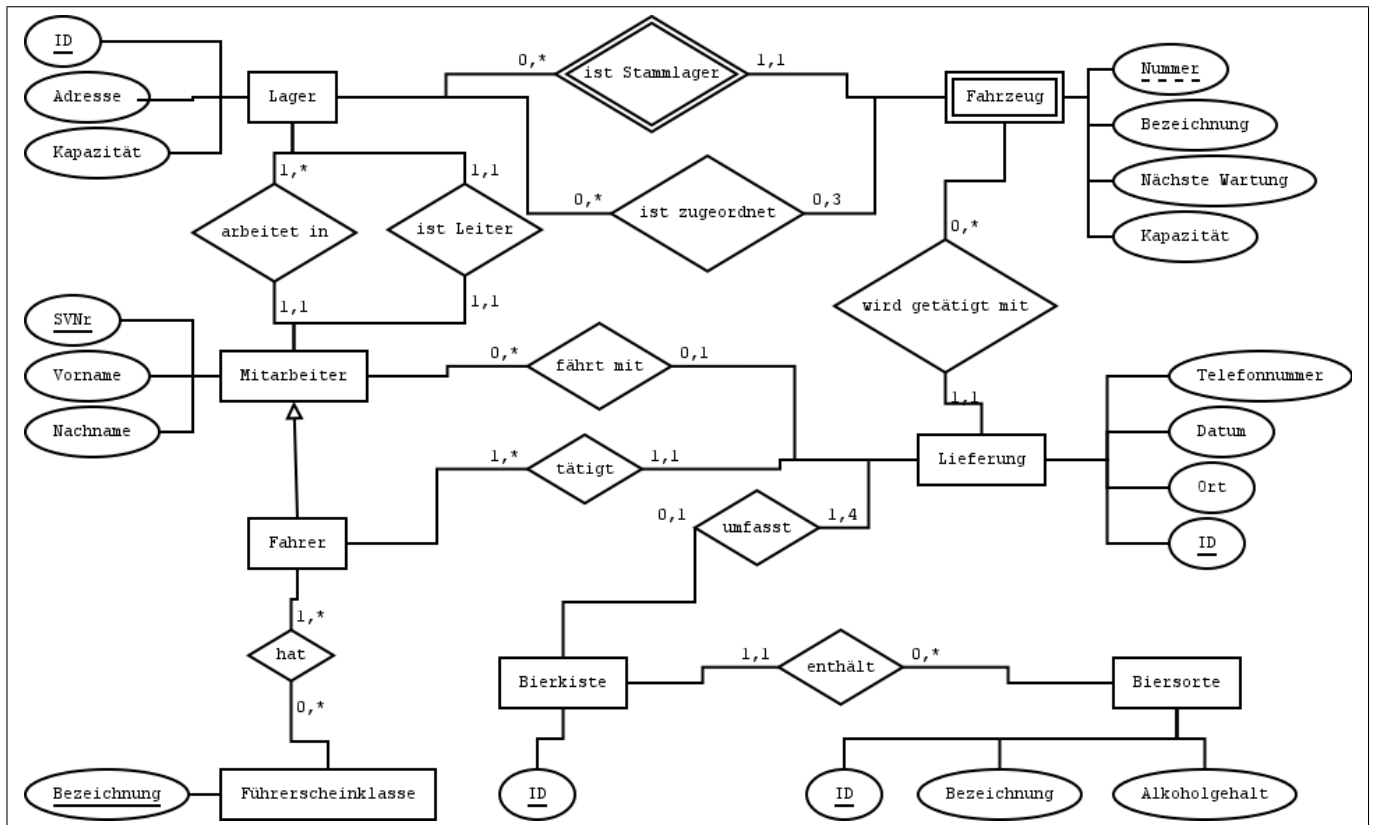 ID
Adresse
Kapazität
Lager
0,*
ist Stammlager
1,1
Fahrzeug
Nummer
Bezeichnung
Nächste Wartung
Kapazität
0,*
ist zugeordnet
0,3
1,*
1,1
arbeitet in
ist Leiter
1,1
1,1
0,*
wird getätigt mit
1,1
SVNr
Vorname
Nachname
Mitarbeiter
0,*
fährt mit
0,1
Telefonnummer
Datum
Ort
ID
Lieferung
1,*
tätigt
1,1
0,1
umfasst
1,4
Fahrer
1,*
hat
0,*
Bierkiste
1,1
enthält
0,*
Biersorte
Bezeichnung
Führerscheinklasse
ID
ID
Bezeichnung
Alkoholgehalt